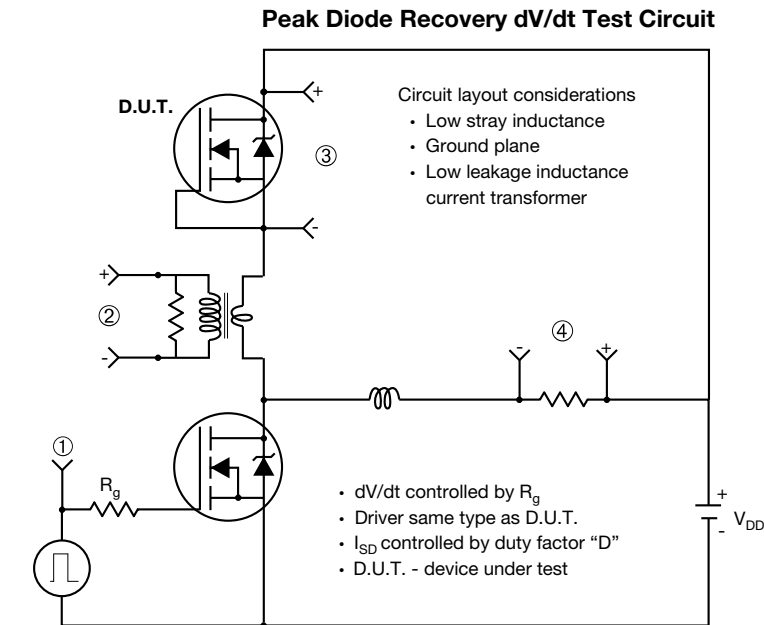 Peak Diode Recovery dV/dt Test Circuit
D.U.T.
+
Circuit layout considerations
• Low stray inductance
• Ground plane
• Low leakage inductance
current transformer
③
-
+
②
-
④
-
+
①
Rg
• dV/dt controlled by Rg
• Driver same type as D.U.T.
• ISD controlled by duty factor “D”
• D.U.T. - device under test
+
VDD
-